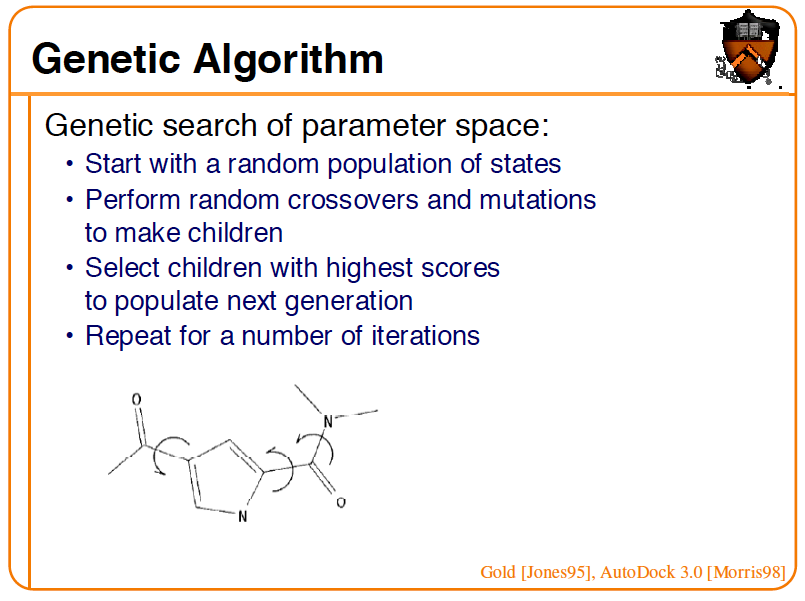 Genetic Algorithm
Genetic search of parameter space:
• Start with a random population of states
• Perform random crossovers and mutations
to make children
• Select children with highest scores
to populate next generation
• Repeat for a number of iterations
O
N
N
O
Gold [Jones95], AutoDock 3.0 [Morris98]